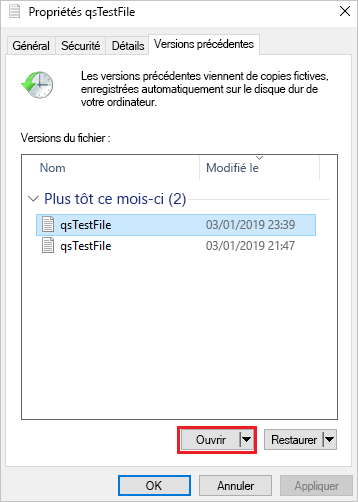 Propriétés qsTestFile
Général Sécurité Détails Versions précédentes
Les versions précédentes viennent de copies fictives,
enregistrées automatiquement sur le disque dur de
votre ordinateur.
Versions du fichier :
Nom Modifié le
Plus tôt ce mois-ci (2)
qsTestFile 03/01/2019 23:39
qsTestFile 03/01/2019 21:47
Ouvrir Restaurer
OK Annuler Appliquer